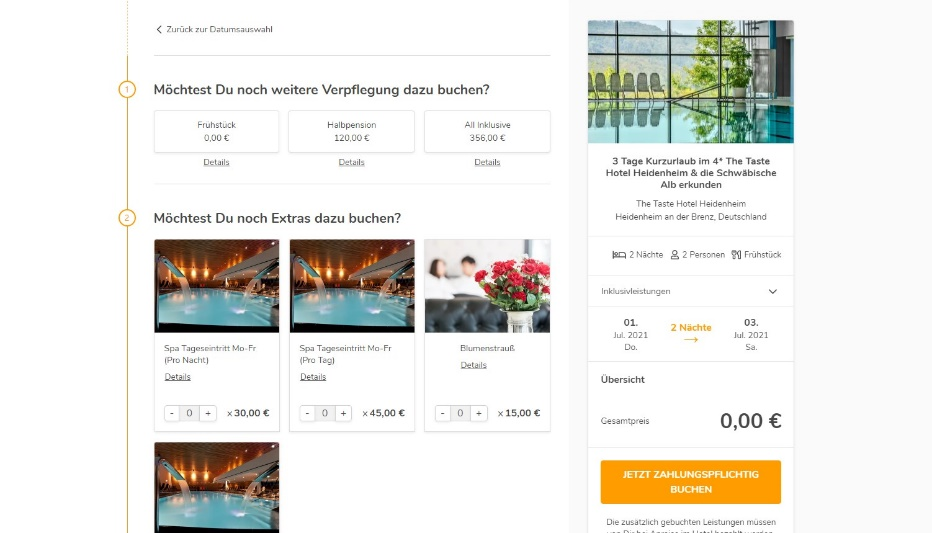 Zurück zur Datumsauswahl
1
Möchtest Du noch weitere Verpflegung dazu buchen?
Frühstück
0,00 €
Details
Halbpension
120,00 €
Details
All Inklusive
356,00 €
Details
2
Möchtest Du noch Extras dazu buchen?
Spa Tageseintritt Mo-Fr
(Pro Nacht)
Details
- 0 + x 30,00 €
Spa Tageseintritt Mo-Fr
(Pro Tag)
Details
- 0 + x 45,00 €
Blumenstrauß
Details
- 0 + x 15,00 €
3 Tage Kurzurlaub im 4* The Taste
Hotel Heidenheim & die Schwäbische
Alb erkunden
The Taste Hotel Heidenheim
Heidenheim an der Brenz, Deutschland
2 Nächte 2 Personen Frühstück
Inklusivleistungen
01.
Jul. 2021
Do.
2 Nächte
→
03.
Jul. 2021
Sa.
Übersicht
Gesamtpreis 0,00 €
JETZT ZAHLUNGSPFLICHTIG
BUCHEN
Die zusätzlich gebuchten Leistungen müssen